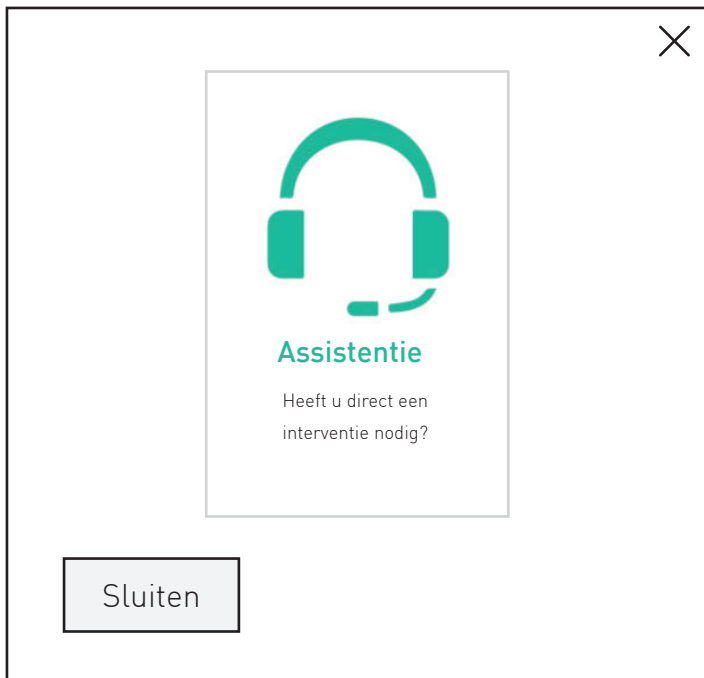 Assistentie
Heeft u direct een
interventie nodig?
Sluiten